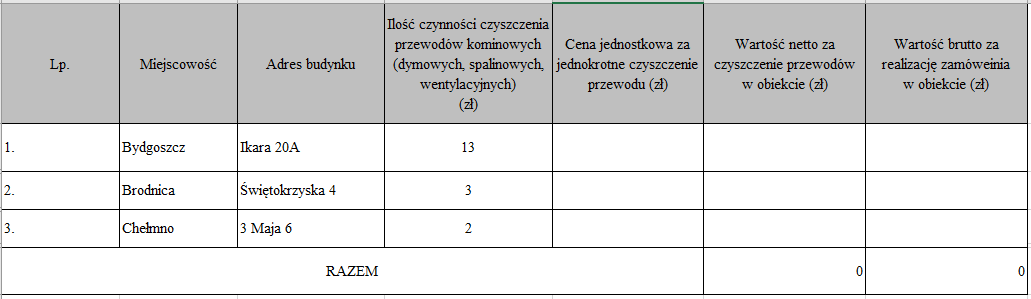 Lp.
Miejscowość
Adres budynku
Ilość czynności czyszczenia
przewodów kominowych
(dymowych, spalinowych,
wentylacyjnych)
(zł)
Cena jednostkowa za
jednokrotne czyszczenie
przewodu (zł)
Wartość netto za
czyszczenie przewodów
w obiekcie (zł)
Wartość brutto za
realizację zamóweinia
w obiekcie (zł)
1. Bydgoszcz Ikara 20A 13
2. Brodnica Świętokrzyska 4 3
3. Chełmno 3 Maja 6 2
RAZEM 0 0